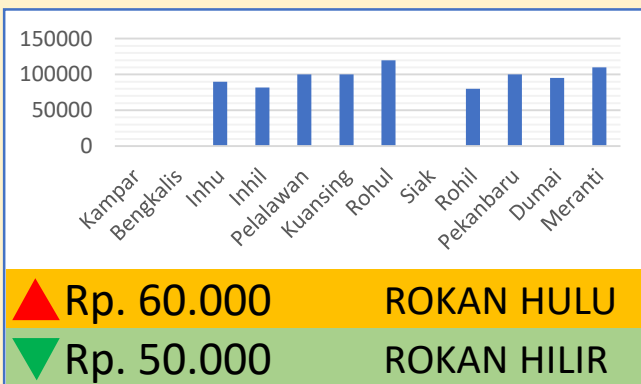 150000
100000
50000
0
Kampar
Bengkalis
Inhu
Inhil
Pelalawan
Kuansing
Rohul
Siak
Rohil
Pekanbaru
Dumai
Meranti
Rp. 60.000 ROKAN HULU
Rp. 50.000 ROKAN HILIR